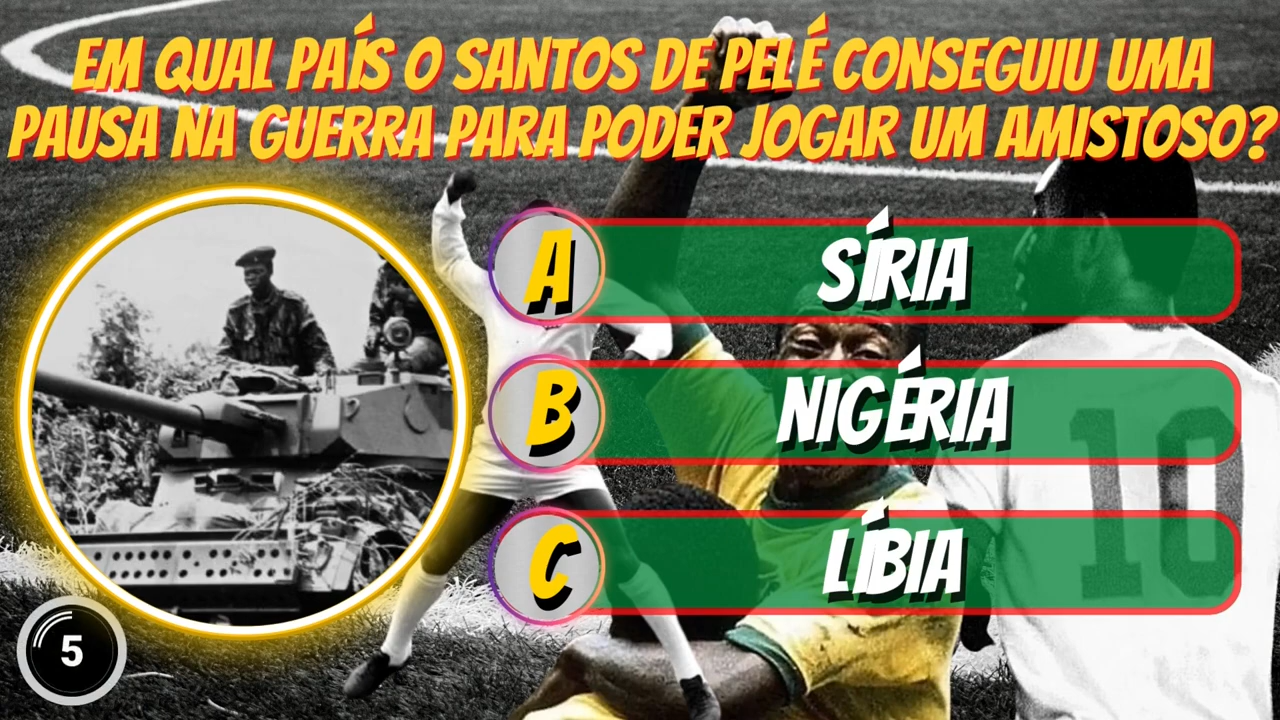 EM QUAL PAÍS O SANTOS DE PELÉ CONSEGUIU UMA
PAUSA NA GUERRA PARA PODER JOGAR UM AMISTOSO?
A SÍRIA
B NIGÉRIA
C LÍBIA
10
5